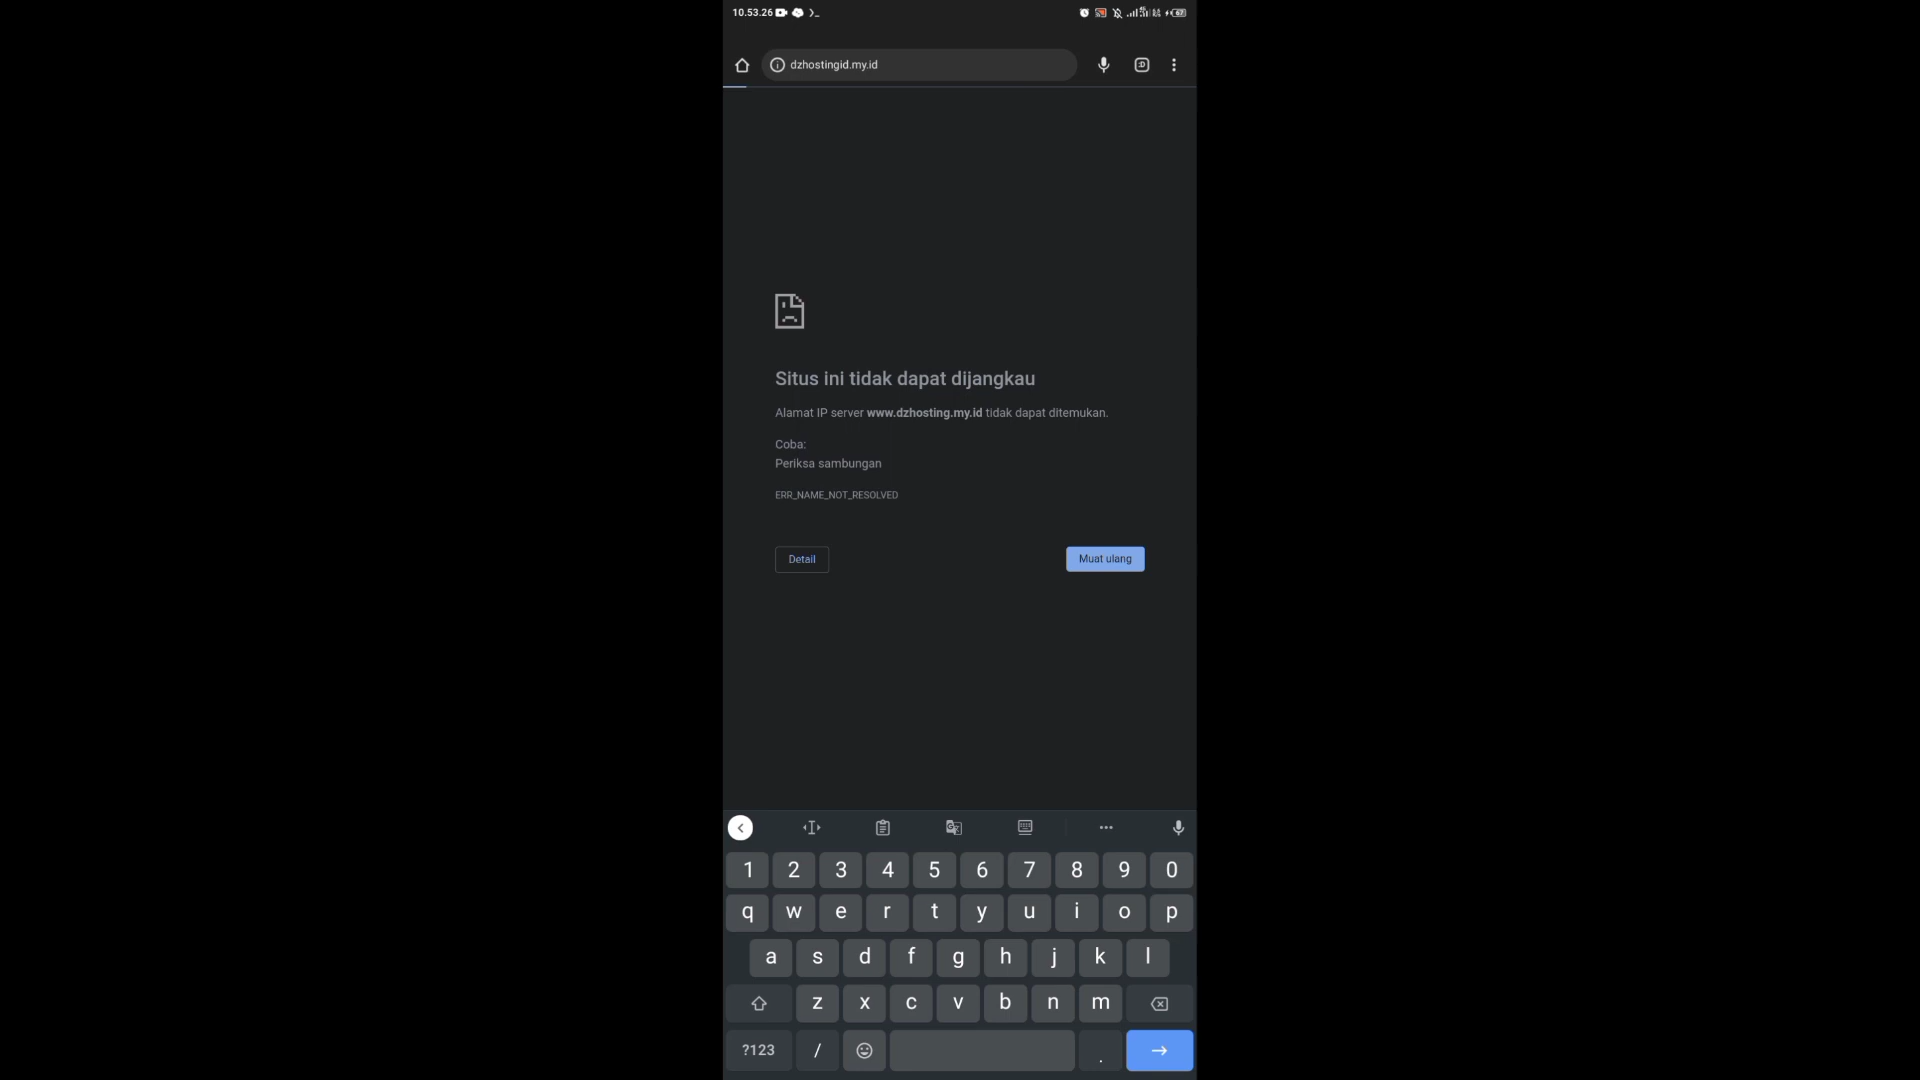 10.53.26
dzhostingid.my.id
:D
Situs ini tidak dapat dijangkau
Alamat IP server www.dzhosting.my.id tidak dapat ditemukan.
Coba:
Periksa sambungan
ERR_NAME_NOT_RESOLVED
Detail
Muat ulang
1 2 3 4 5 6 7 8 9 0
q w e r t y u i o p
a s d f g h j k l
z x c v b n m
?123 / .